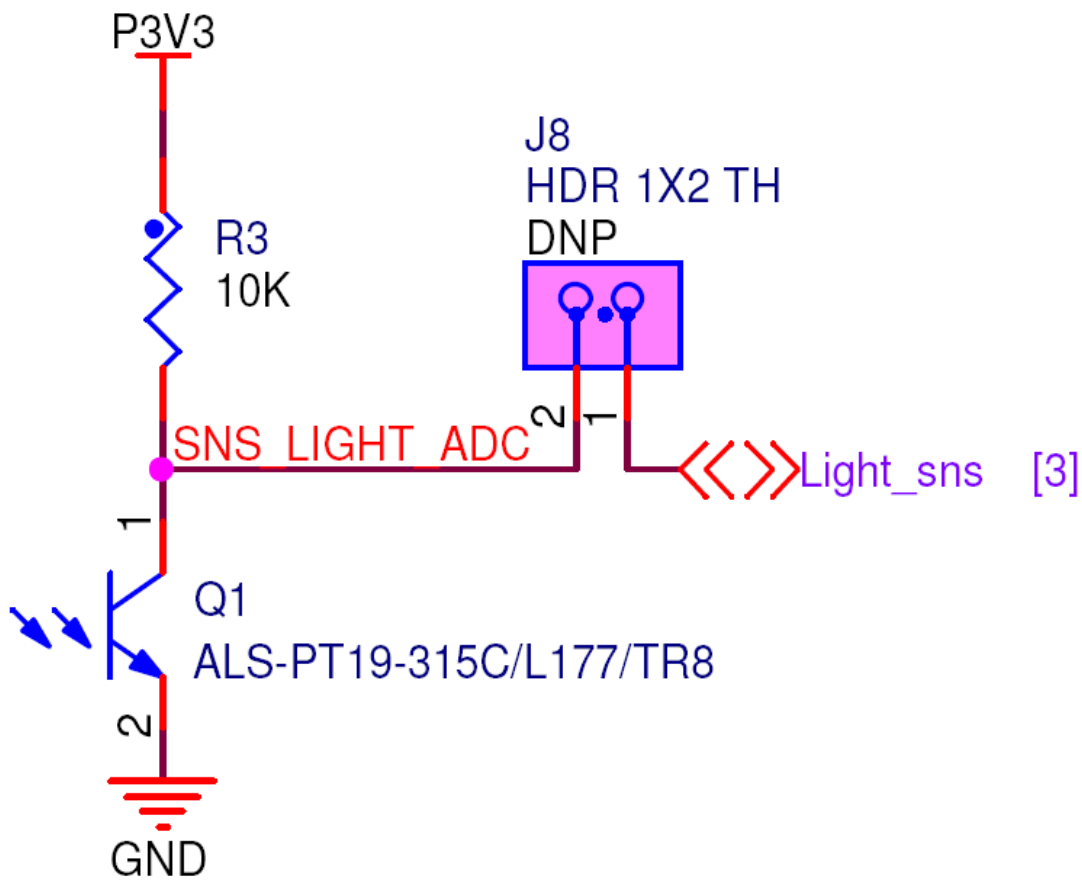 P3V3
J8
HDR 1X2 TH
DNP
R3
10K
2
1
SNS_LIGHT_ADC
Light_sns [3]
1
Q1
ALS-PT19-315C/L177/TR8
2
GND